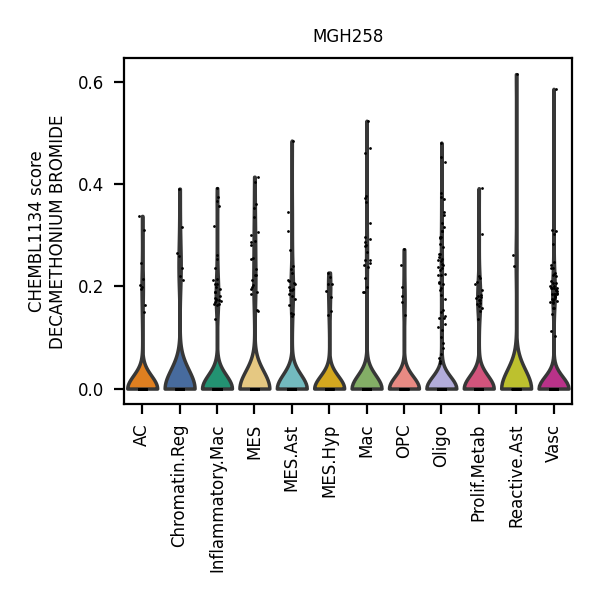 MGH258
CHEMBL1134 score
DECAMETHONIUM BROMIDE
0.6
0.4
0.2
0.0
AC
Chromatin.Reg
Inflammatory.Mac
MES
MES.Ast
MES.Hyp
Mac
OPC
Oligo
Prolif.Metab
Reactive.Ast
Vasc